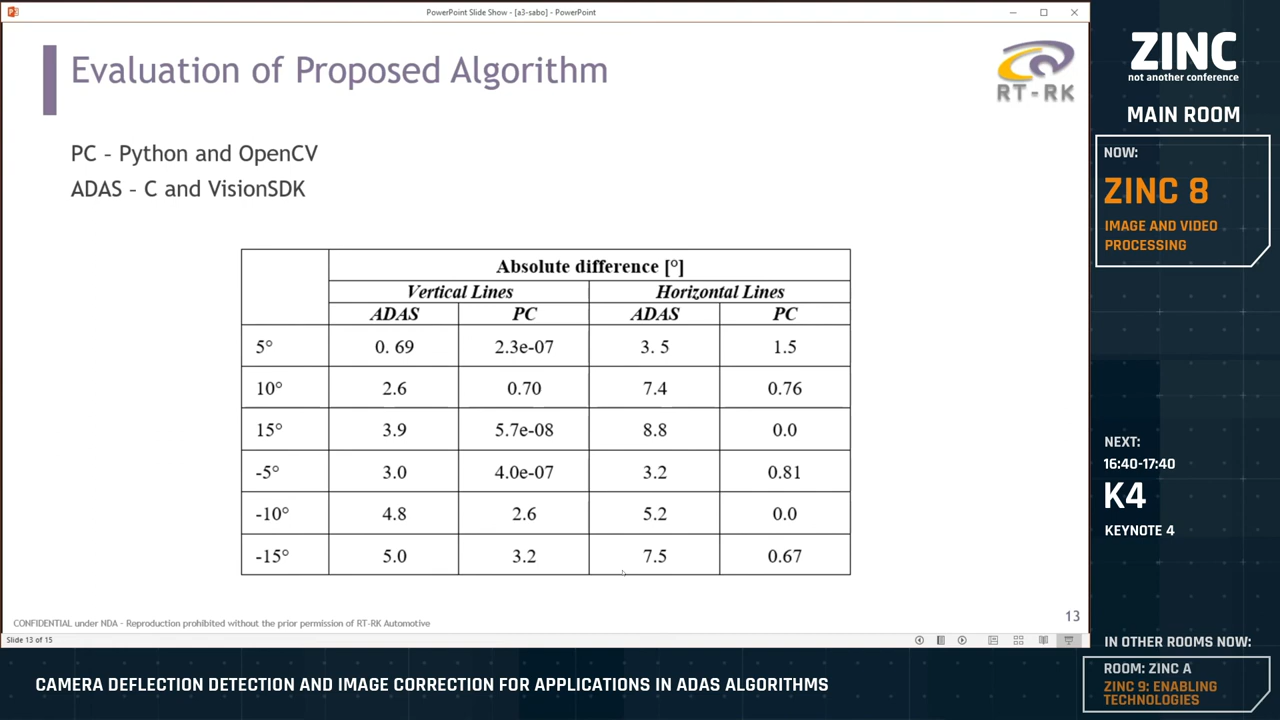 PowerPoint Slide Show - [a3-sabo] - PowerPoint
Evaluation of Proposed Algorithm
RT-RK
PC - Python and OpenCV
ADAS - C and VisionSDK
Absolute difference [°]
Vertical Lines Horizontal Lines
ADAS PC ADAS PC
5° 0. 69 2.3e-07 3. 5 1.5
10° 2.6 0.70 7.4 0.76
15° 3.9 5.7e-08 8.8 0.0
-5° 3.0 4.0e-07 3.2 0.81
-10° 4.8 2.6 5.2 0.0
-15° 5.0 3.2 7.5 0.67
CONFIDENTIAL under NDA - Reproduction prohibited without the prior permission of RT-RK Automotive
13
Slide 13 of 15
ZINC
not another conference
MAIN ROOM
NOW:
ZINC 8
IMAGE AND VIDEO
PROCESSING
NEXT:
16:40-17:40
K4
KEYNOTE 4
IN OTHER ROOMS NOW:
ROOM: ZINC A
ZINC 9: ENABLING
TECHNOLOGIES
CAMERA DEFLECTION DETECTION AND IMAGE CORRECTION FOR APPLICATIONS IN ADAS ALGORITHMS